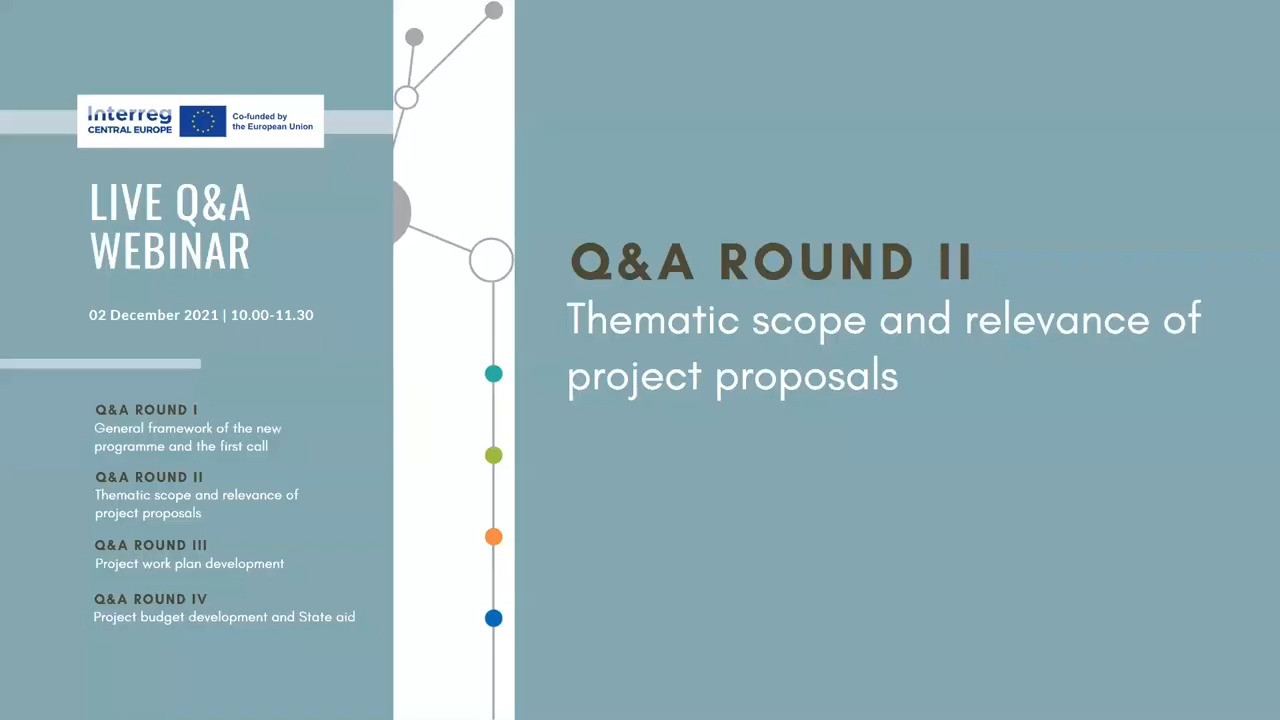 Interreg
CENTRAL EUROPE
Co-funded by
the European Union
LIVE Q&A
WEBINAR
02 December 2021 | 10.00-11.30
Q&A ROUND I
General framework of the new
programme and the first call
Q&A ROUND II
Thematic scope and relevance of
project proposals
Q&A ROUND III
Project work plan development
Q&A ROUND IV
Project budget development and State aid
Q&A ROUND II
Thematic scope and relevance of
project proposals